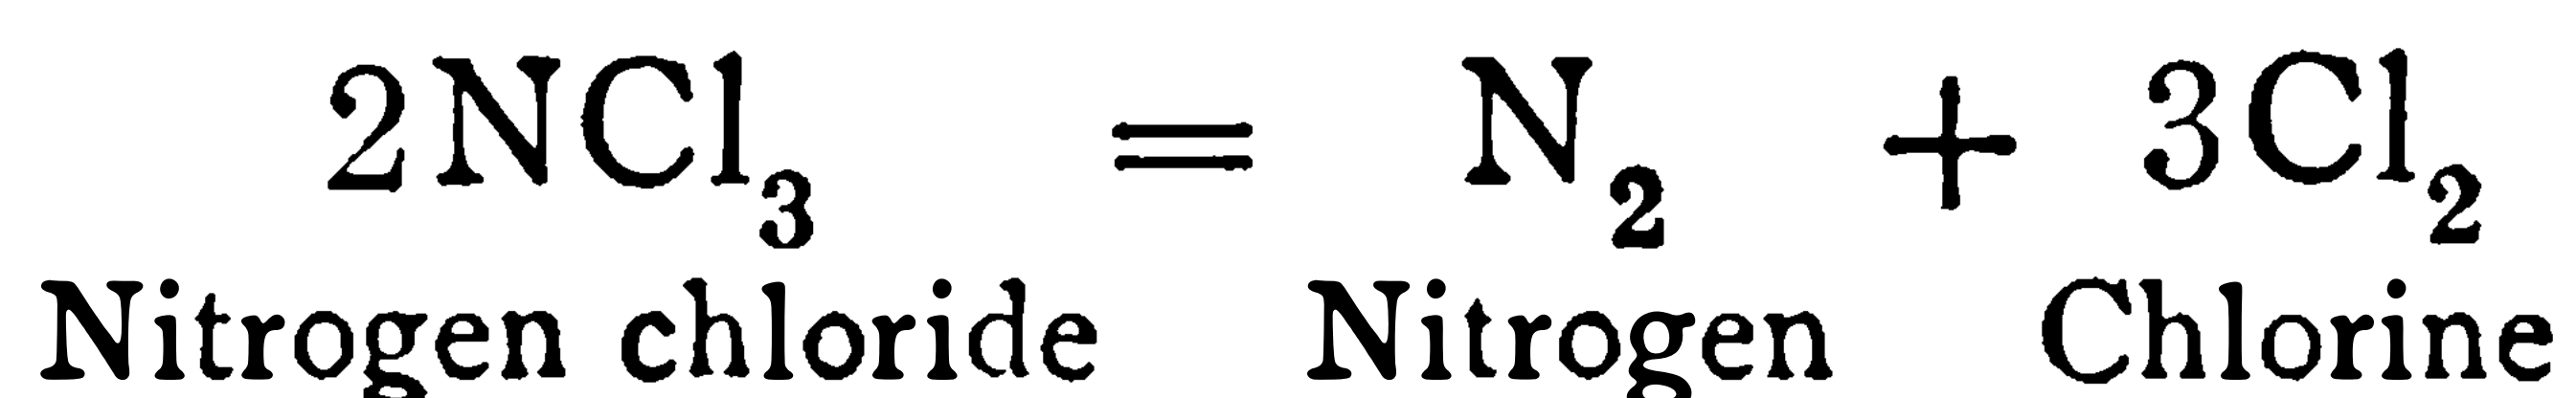 2NCl₃ = N₂ + 3Cl₂
Nitrogen chloride Nitrogen Chlorine